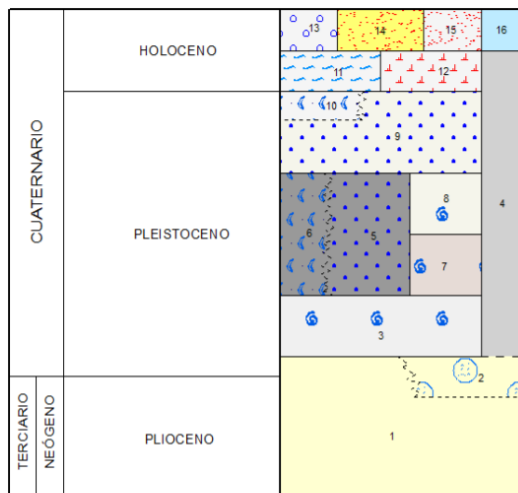 HOLOCENO
13
14
15
16
11
12
CUATERNARIO
PLEISTOCENO
10
9
8
4
6
5
7
3
TERCIARIO
NEÓGENO
PLIOCENO
2
1